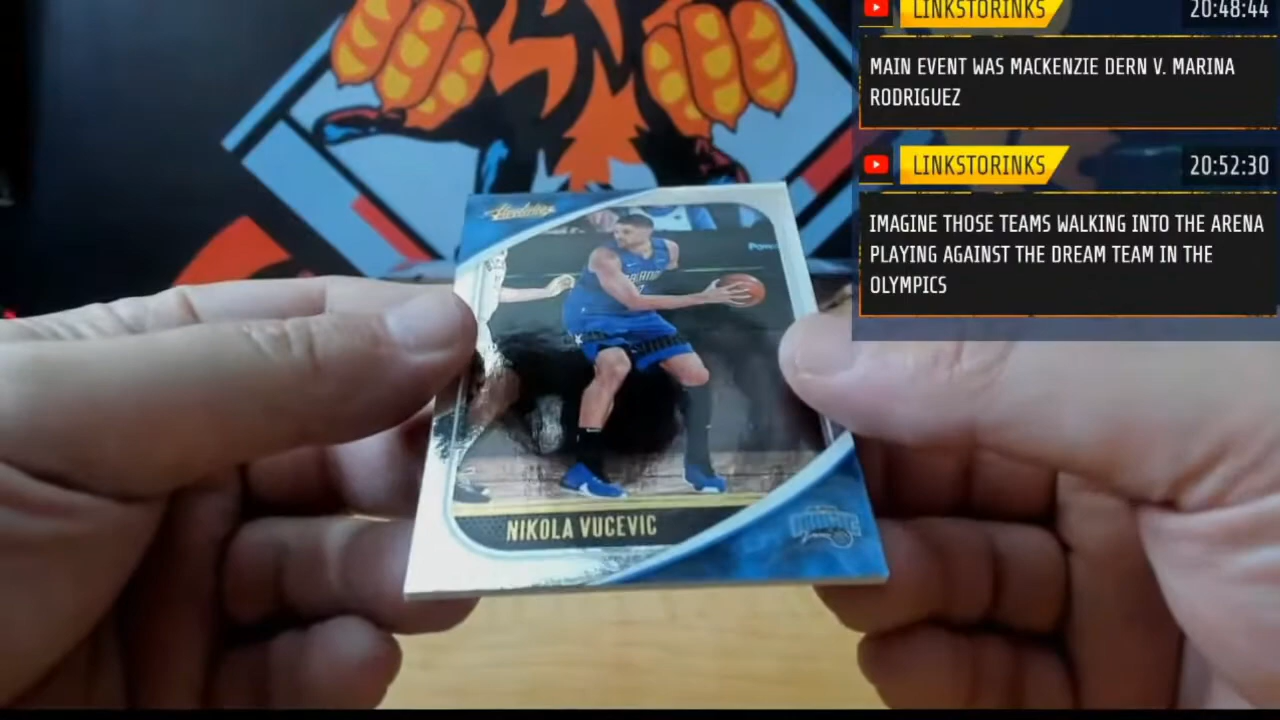 LINKSTORINKS
20:48:44
MAIN EVENT WAS MACKENZIE DERN V. MARINA
RODRIGUEZ
LINKSTORINKS
20:52:30
IMAGINE THOSE TEAMS WALKING INTO THE ARENA
PLAYING AGAINST THE DREAM TEAM IN THE
OLYMPICS
Absolute
NIKOLA VUCEVIC
MAGIC